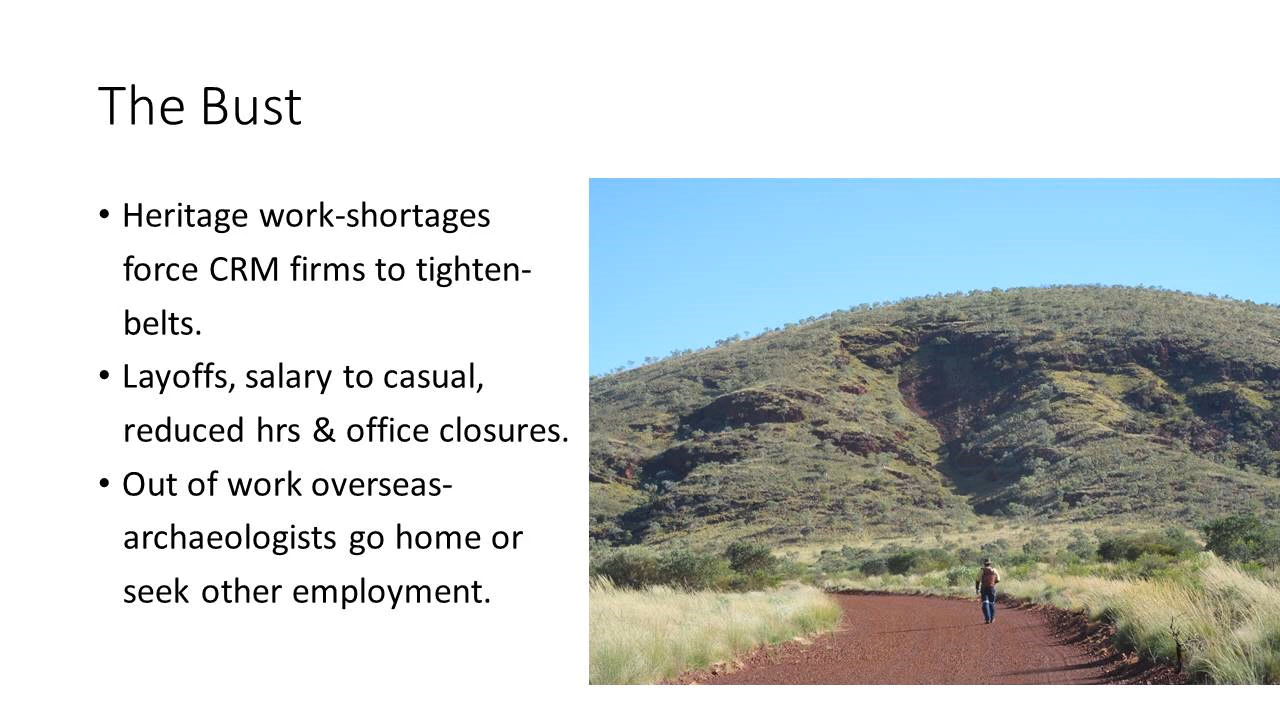 The Bust
• Heritage work-shortages
force CRM firms to tighten-
belts.
• Layoffs, salary to casual,
reduced hrs & office closures.
• Out of work overseas-
archaeologists go home or
seek other employment.